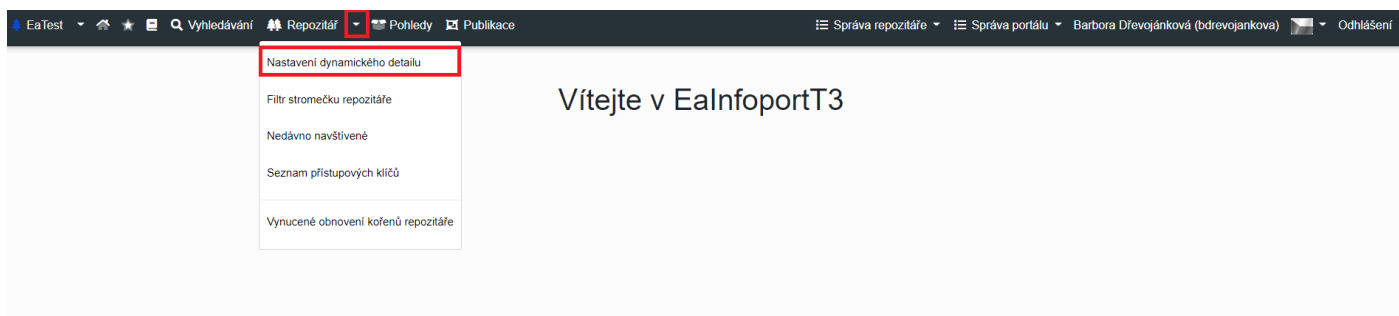 EaTest Vyhledávání Repozitář Pohledy Publikace Správa repozitáře Správa portálu Barbora Dřevojánková (bdrevojankova) Odhlášení
Nastavení dynamického detailu
Filtr stromečku repozitáře
Nedávno navštívené
Seznam přístupových klíčů
Vynucené obnovení kořenů repozitáře
Vítejte v EaInfoportT3